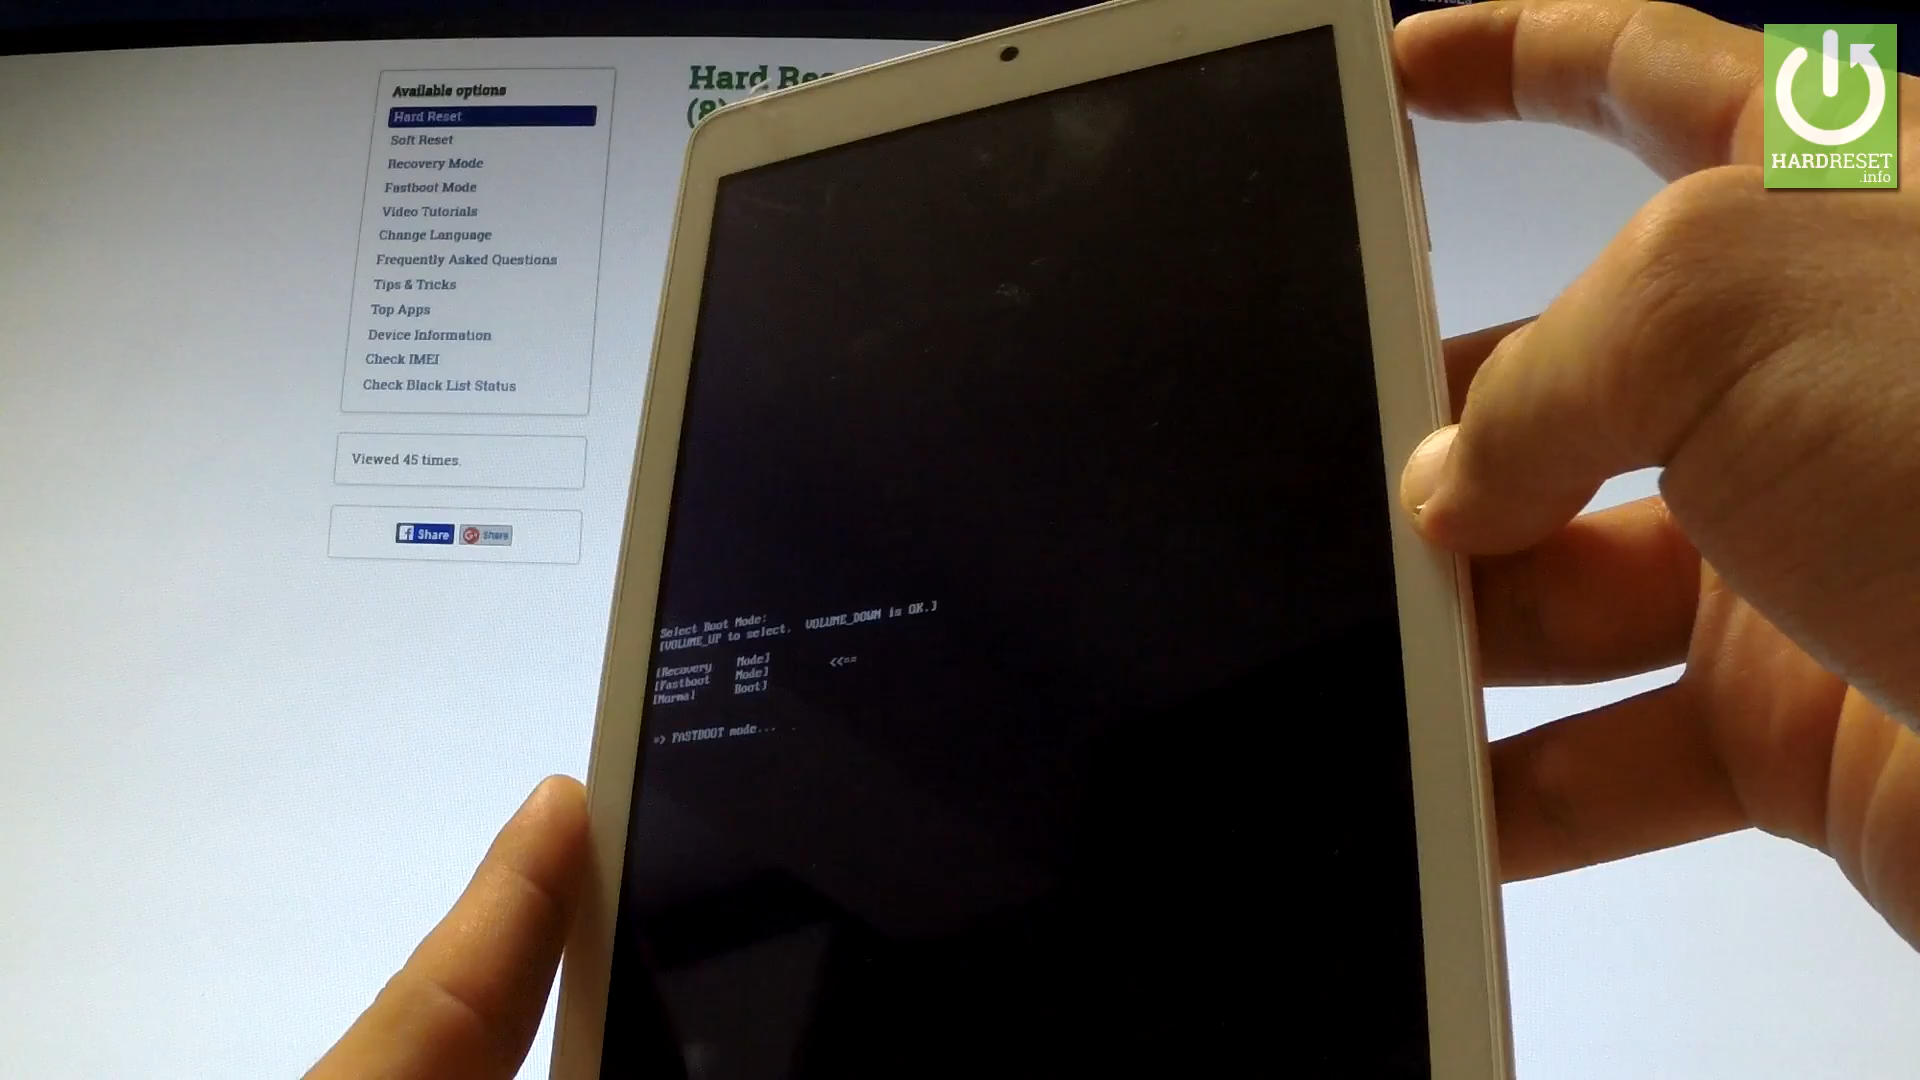 Available options
Hard Reset
Soft Reset
Recovery Mode
Fastboot Mode
Video Tutorials
Change Language
Frequently Asked Questions
Tips & Tricks
Top Apps
Device Information
Check IMEI
Check Black List Status
Viewed 45 times.
Share
Share
Hard
(8)
Select Boot Mode:
[VOLUME_UP to select. VOLUME_DOWN is OK.]
[Recovery Mode] <<==
[Fastboot Mode]
[Normal Boot]
=> FASTBOOT mode...
HARDRESET
.info